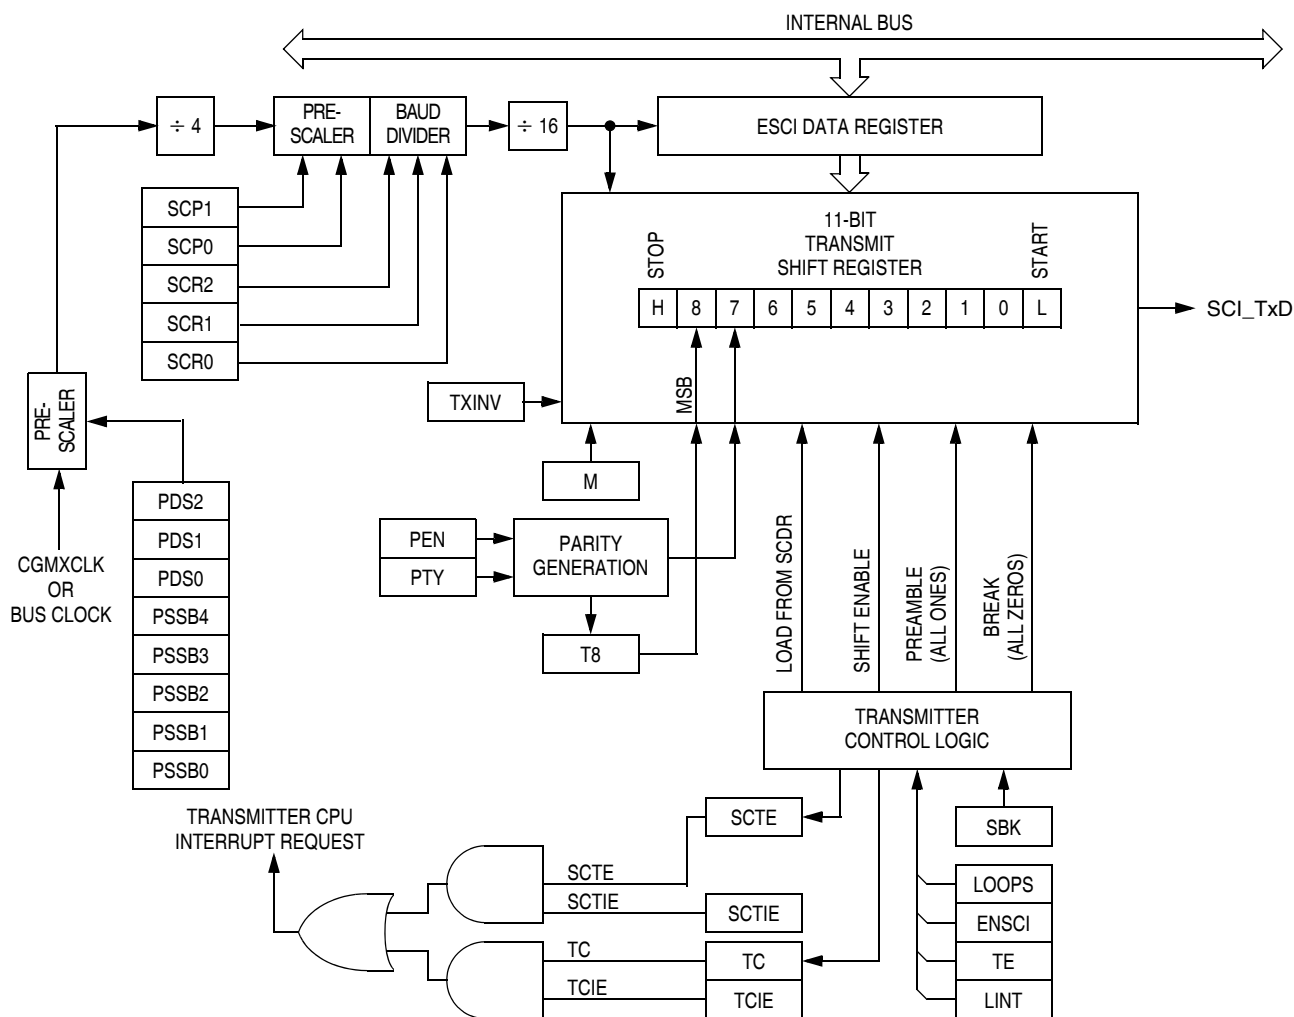 INTERNAL BUS
÷ 4
PRE-
SCALER
BAUD
DIVIDER
÷ 16
ESCI DATA REGISTER
SCP1
SCP0
SCR2
SCR1
SCR0
11-BIT
TRANSMIT
SHIFT REGISTER
STOP
START
H 8 7 6 5 4 3 2 1 0 L
SCI_TxD
MSB
TXINV
M
PRE-
SCALER
CGMXCLK
OR
BUS CLOCK
PDS2
PDS1
PDS0
PSSB4
PSSB3
PSSB2
PSSB1
PSSB0
PEN
PTY
PARITY
GENERATION
T8
LOAD FROM SCDR
SHIFT ENABLE
PREAMBLE
(ALL ONES)
BREAK
(ALL ZEROS)
TRANSMITTER
CONTROL LOGIC
TRANSMITTER CPU
INTERRUPT REQUEST
SCTE
SBK
SCTE
SCTIE
SCTIE
TC
TC
TCIE
TCIE
LOOPS
ENSCI
TE
LINT